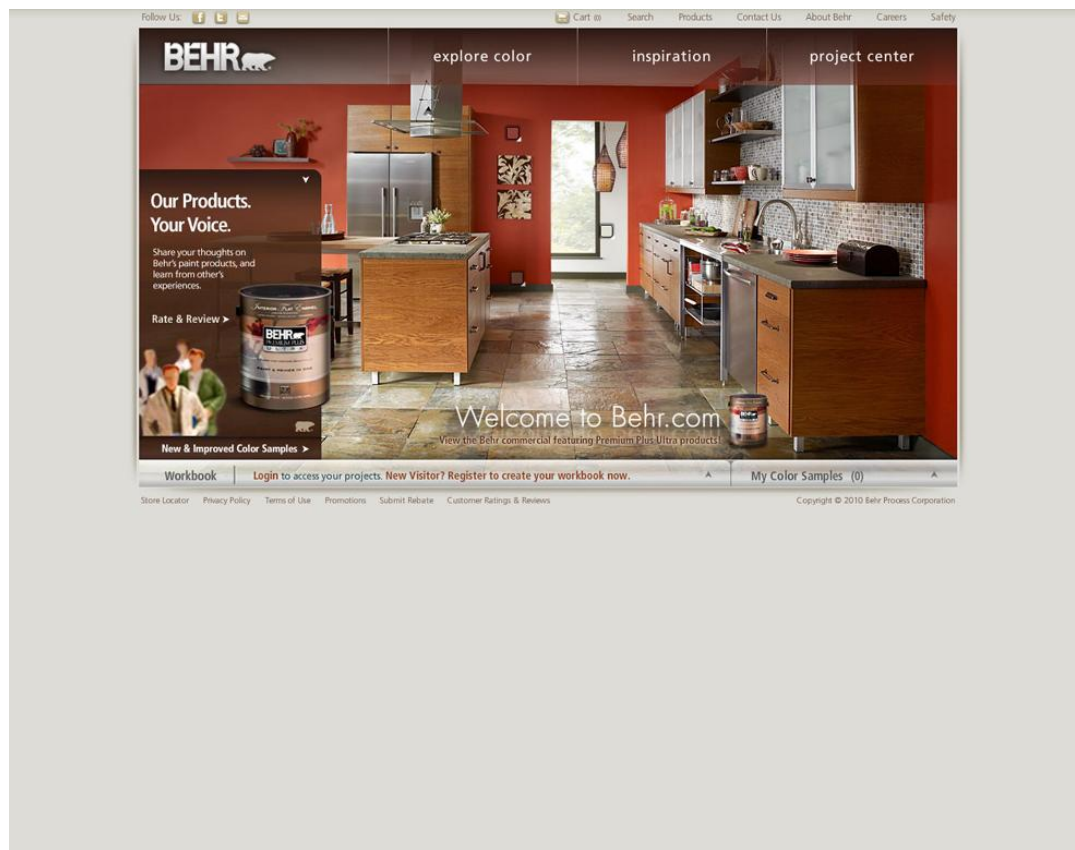 Follow Us:
Cart (0) Search Products Contact Us About Behr Careers Safety
BEHR
explore color inspiration project center
Our Products.
Your Voice.
Share your thoughts on
Behr's paint products, and
learn from other's
experiences.
Rate & Review
BEHR
PREMIUM PLUS
ULTRA
New & Improved Color Samples
Welcome to Behr.com
View the Behr commercial featuring Premium Plus Ultra products!
Workbook Login to access your projects. New Visitor? Register to create your workbook now. My Color Samples (0)
Store Locator Privacy Policy Terms of Use Promotions Submit Rebate Customer Ratings & Reviews Copyright © 2010 Behr Process Corporation